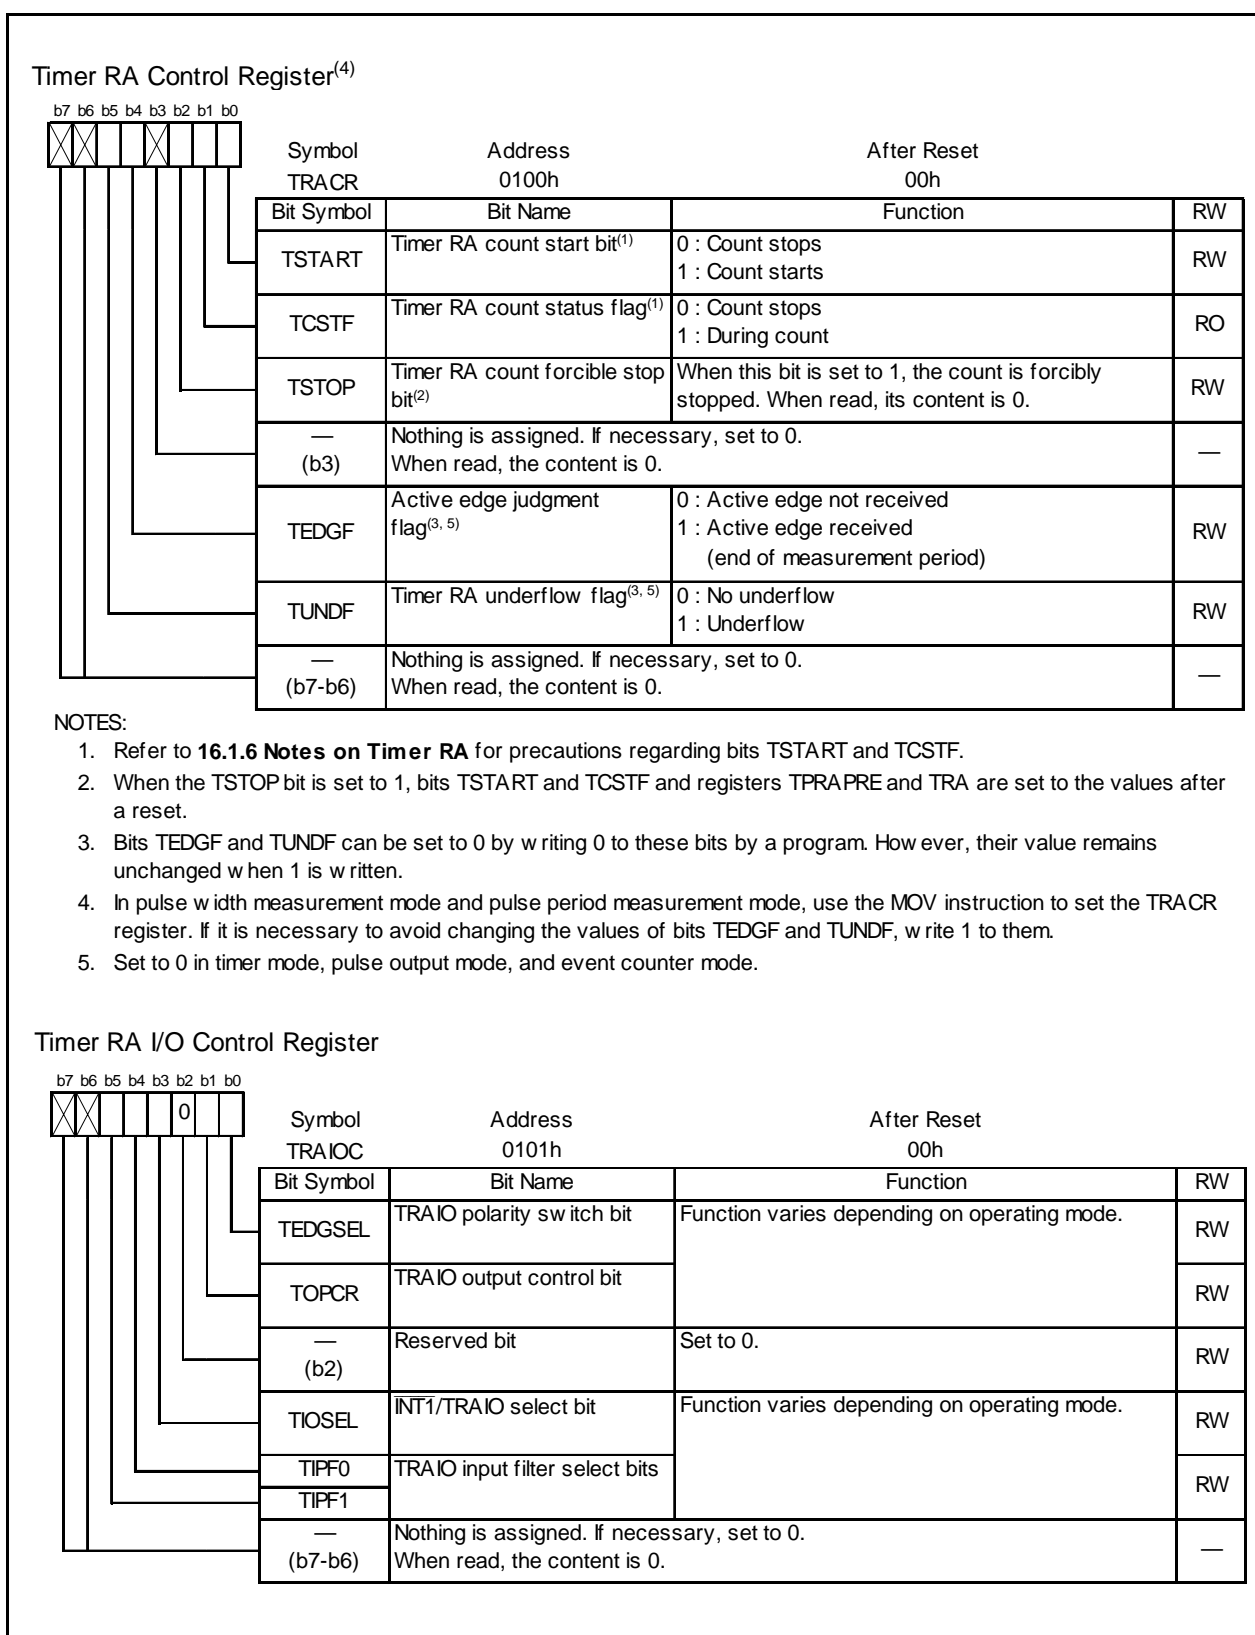 Timer RA Control Register(4)
b7 b6 b5 b4 b3 b2 b1 b0
Symbol Address After Reset
TRACR 0100h 00h
Bit Symbol Bit Name Function RW
TSTART Timer RA count start bit(1) 0 : Count stops RW
1 : Count starts
TCSTF Timer RA count status flag(1) 0 : Count stops RO
1 : During count
TSTOP Timer RA count forcible stop When this bit is set to 1, the count is forcibly RW
bit(2) stopped. When read, its content is 0.
— Nothing is assigned. If necessary, set to 0. —
(b3) When read, the content is 0.
Active edge judgment 0 : Active edge not received
TEDGF flag(3, 5) 1 : Active edge received RW
(end of measurement period)
TUNDF Timer RA underflow flag(3, 5) 0 : No underflow RW
1 : Underflow
— Nothing is assigned. If necessary, set to 0. —
(b7-b6) When read, the content is 0.
NOTES:
1. Refer to 16.1.6 Notes on Timer RA for precautions regarding bits TSTART and TCSTF.
2. When the TSTOP bit is set to 1, bits TSTART and TCSTF and registers TPRAPRE and TRA are set to the values after
a reset.
3. Bits TEDGF and TUNDF can be set to 0 by writing 0 to these bits by a program. However, their value remains
unchanged when 1 is written.
4. In pulse width measurement mode and pulse period measurement mode, use the MOV instruction to set the TRACR
register. If it is necessary to avoid changing the values of bits TEDGF and TUNDF, write 1 to them.
5. Set to 0 in timer mode, pulse output mode, and event counter mode.
Timer RA I/O Control Register
b7 b6 b5 b4 b3 b2 b1 b0
0
Symbol Address After Reset
TRAIOC 0101h 00h
Bit Symbol Bit Name Function RW
TEDGSEL TRAIO polarity switch bit Function varies depending on operating mode. RW
TOPCR TRAIO output control bit RW
— Reserved bit Set to 0. RW
(b2)
TIOSEL INT1/TRAIO select bit Function varies depending on operating mode. RW
TIPF0 TRAIO input filter select bits RW
TIPF1
— Nothing is assigned. If necessary, set to 0. —
(b7-b6) When read, the content is 0.